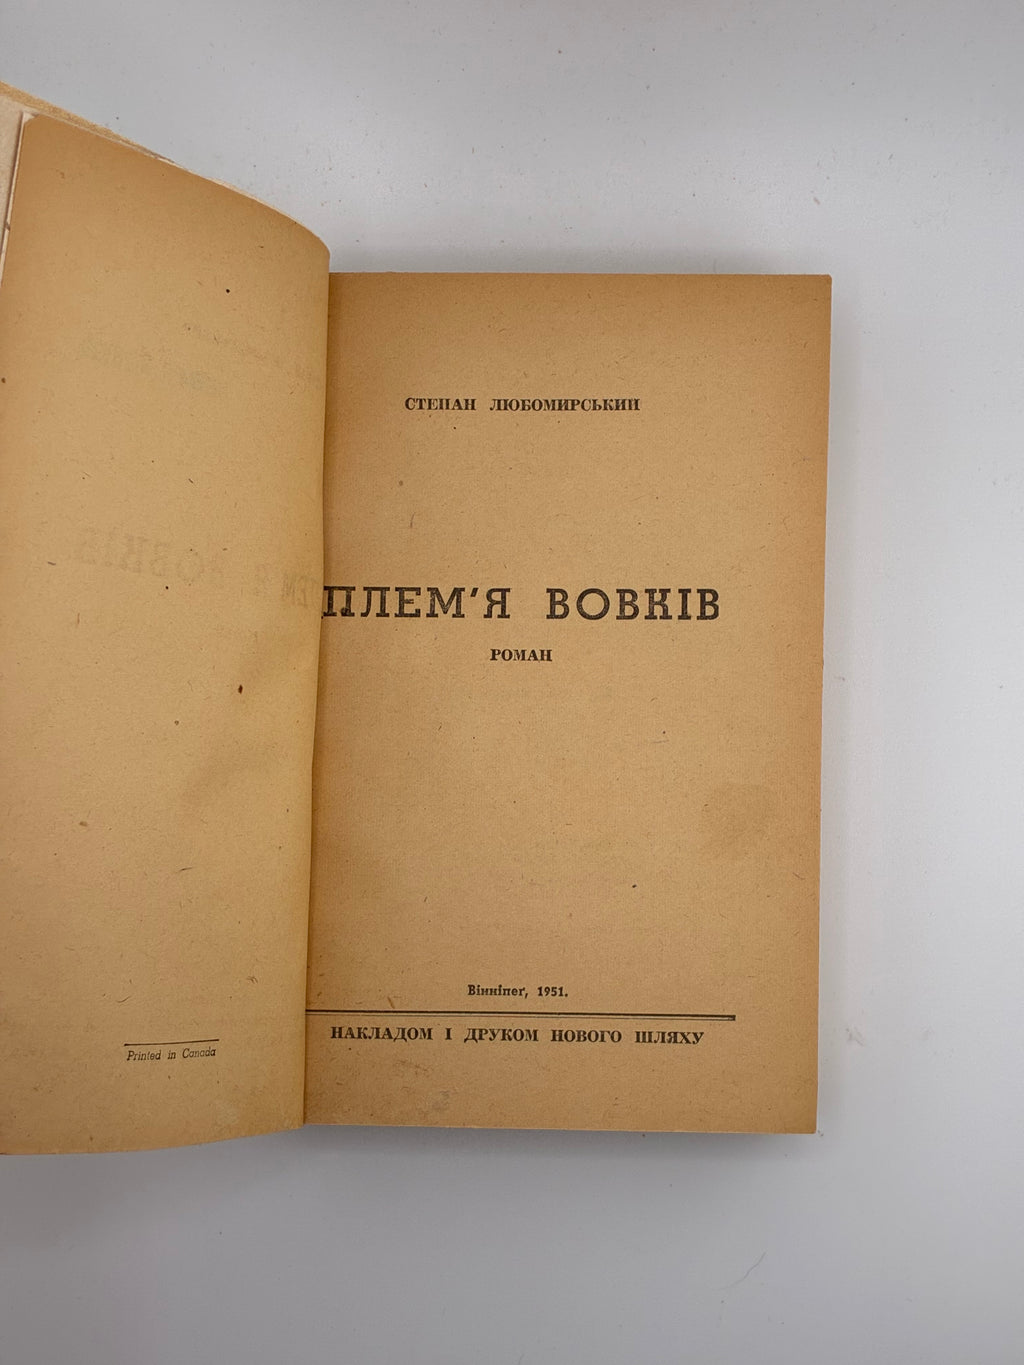 Printed in Canada
СТЕПАН ЛЮБОМИРСЬКИЙ
ПЛЕМ'Я ВОВКІВ
РОМАН
Вінніпеґ, 1951.
НАКЛАДОМ І ДРУКОМ НОВОГО ШЛЯХУ